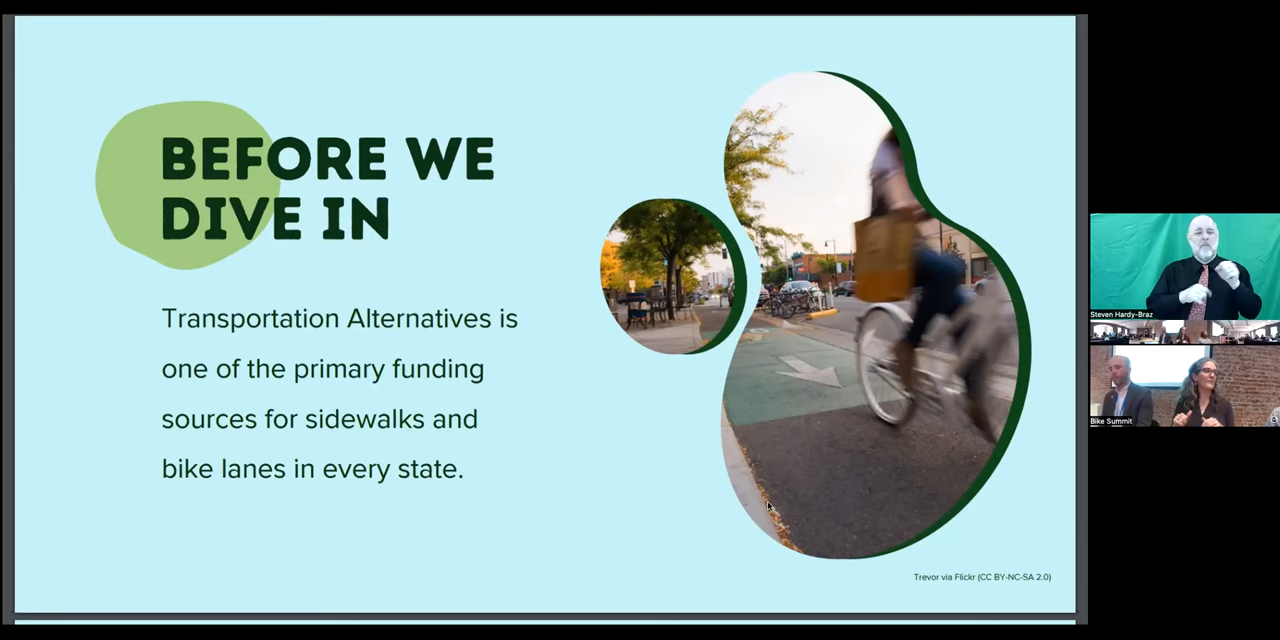 BEFORE WE
DIVE IN
Transportation Alternatives is
one of the primary funding
sources for sidewalks and
bike lanes in every state.
Trevor via Flickr (CC BY-NC-SA 2.0)
Steven Hardy-Braz
Bike Summit